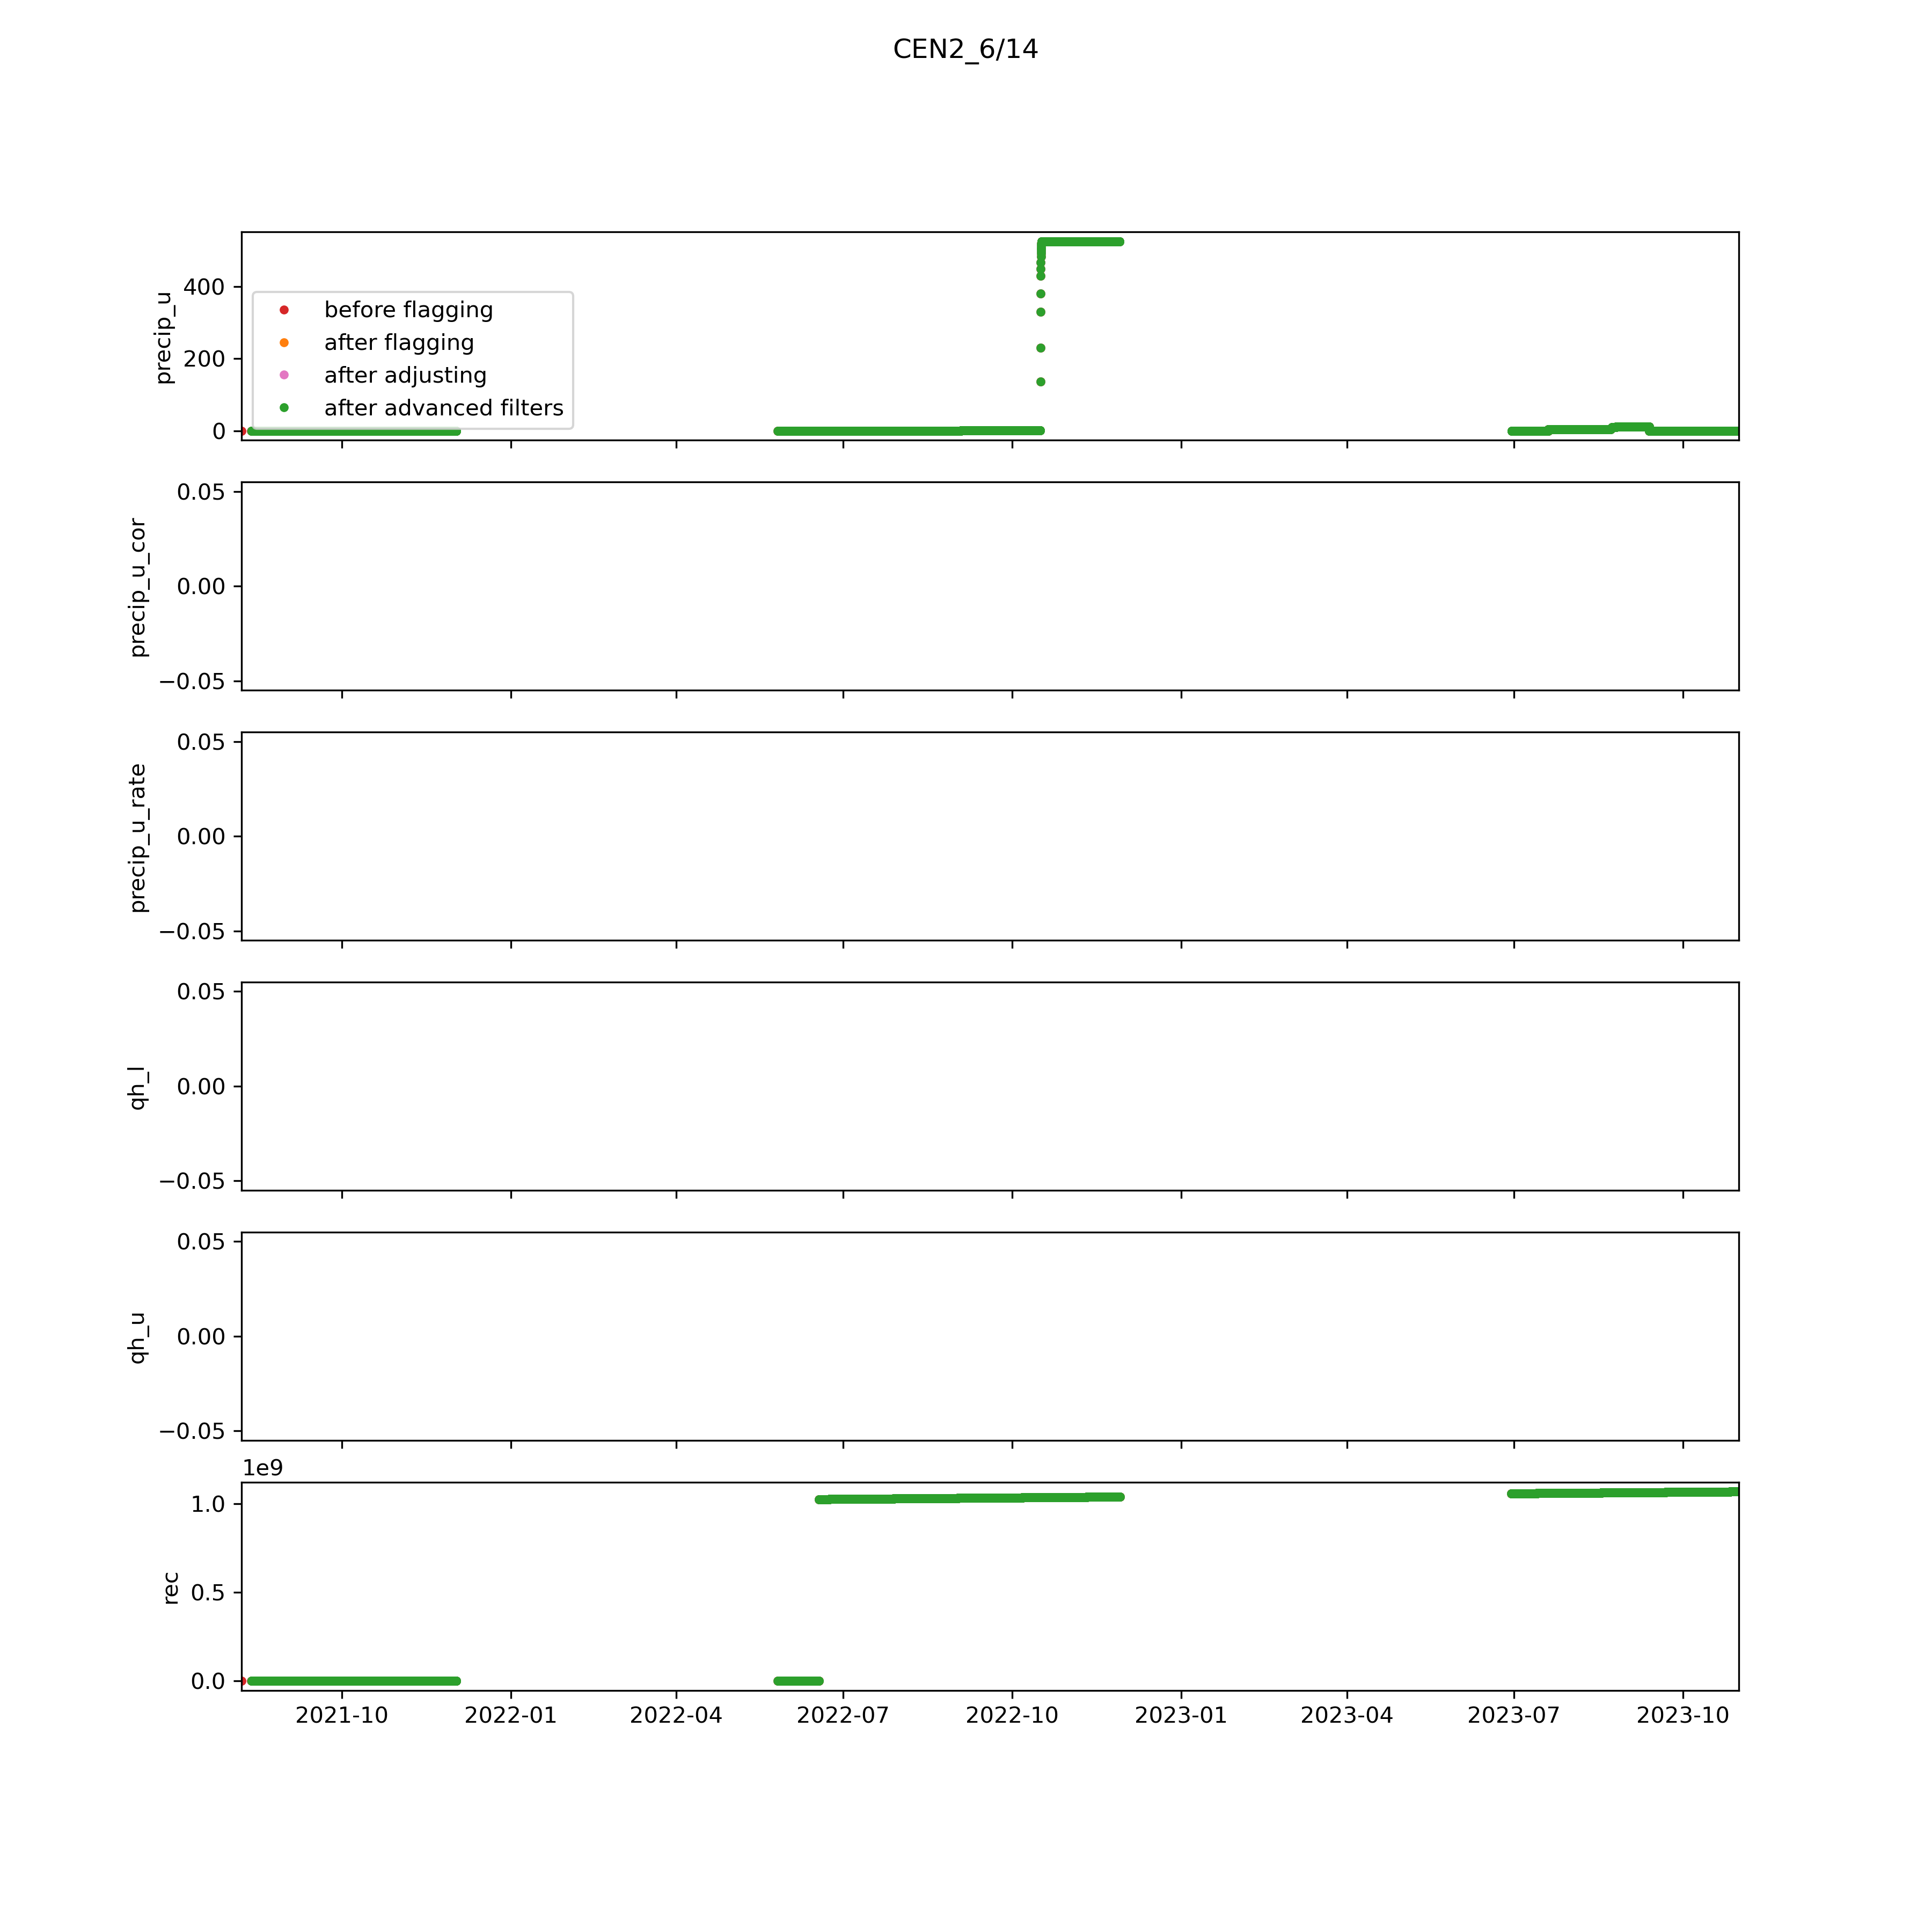 CEN2_6/14
precip_u
400
200
0
before flagging
after flagging
after adjusting
after advanced filters
precip_u_cor
0.05
0.00
−0.05
precip_u_rate
0.05
0.00
−0.05
qh_l
0.05
0.00
−0.05
qh_u
0.05
0.00
−0.05
1e9
rec
1.0
0.5
0.0
2021-10 2022-01 2022-04 2022-07 2022-10 2023-01 2023-04 2023-07 2023-10